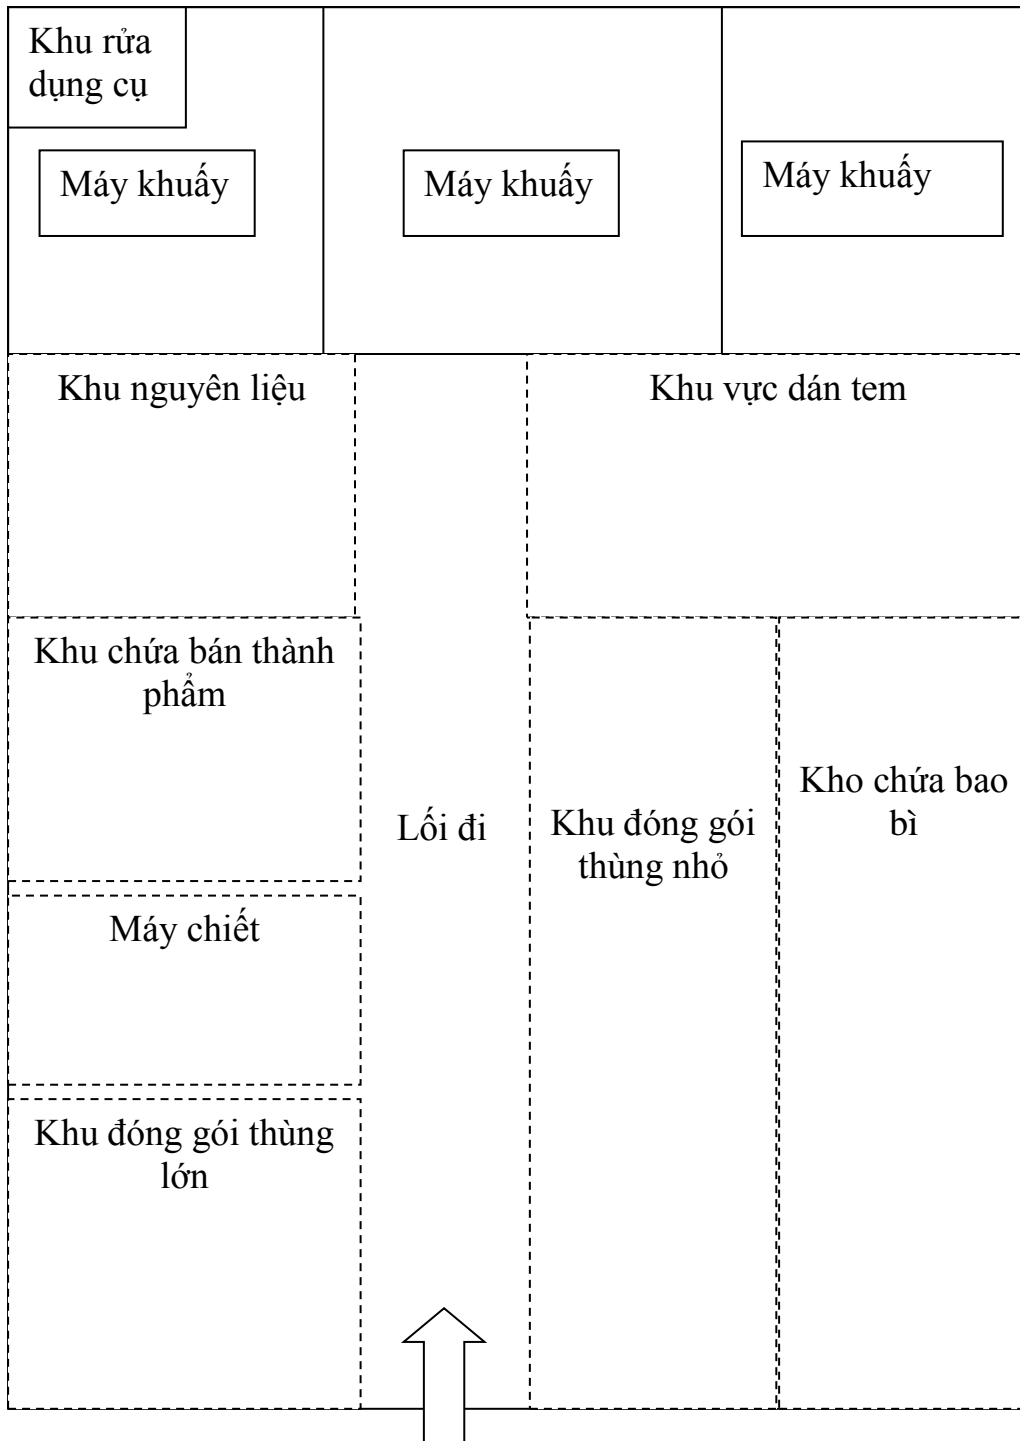 Khu rửa
dụng cụ
Máy khuấy
Máy khuấy
Máy khuấy
Khu nguyên liệu
Khu vực dán tem
Khu chứa bán thành
phẩm
Lối đi
Khu đóng gói
thùng nhỏ
Kho chứa bao
bì
Máy chiết
Khu đóng gói thùng
lớn